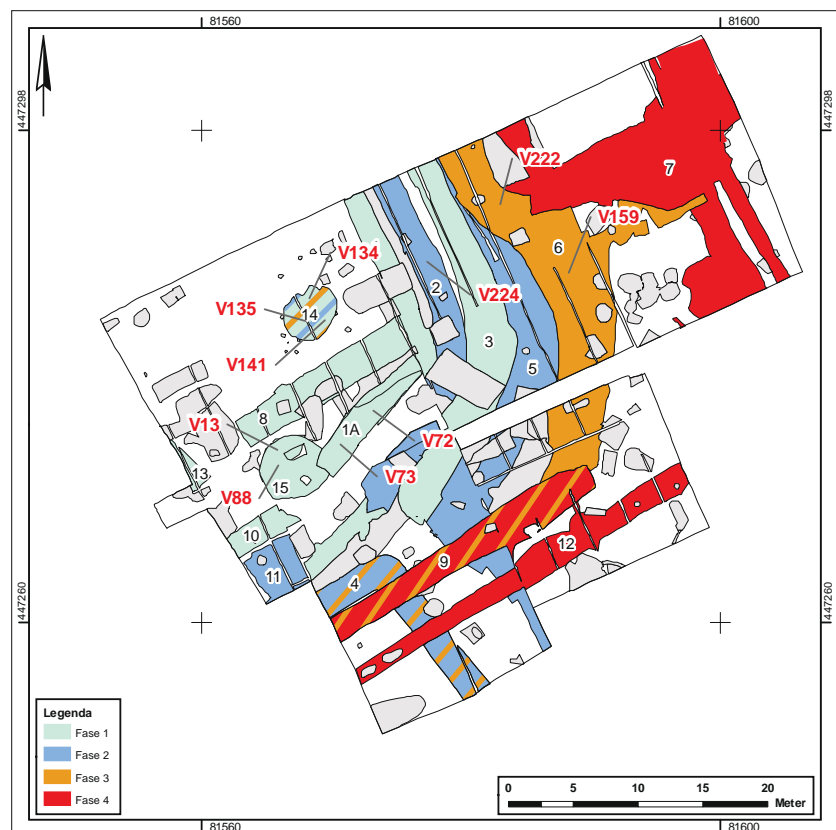 81560
81600
447298
447298
V222
7
V159
V134
6
2
V135
14
V224
3
V141
5
8
1A
V13
V72
13
V73
V88
15
10
12
9
11
4
447260
447260
Legenda
Fase 1
Fase 2
Fase 3
Fase 4
0 5 10 15 20
Meter
81560
81600